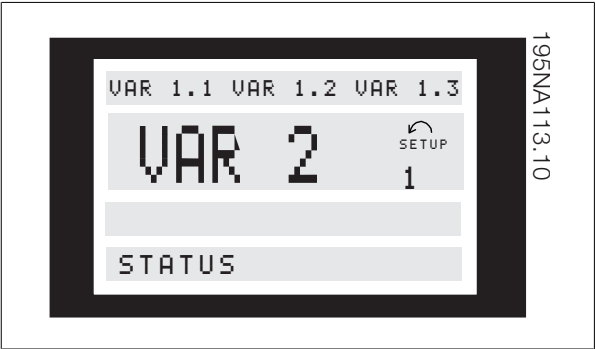 VAR 1.1 VAR 1.2 VAR 1.3
VAR 2
SETUP
1
STATUS
195NA113.10